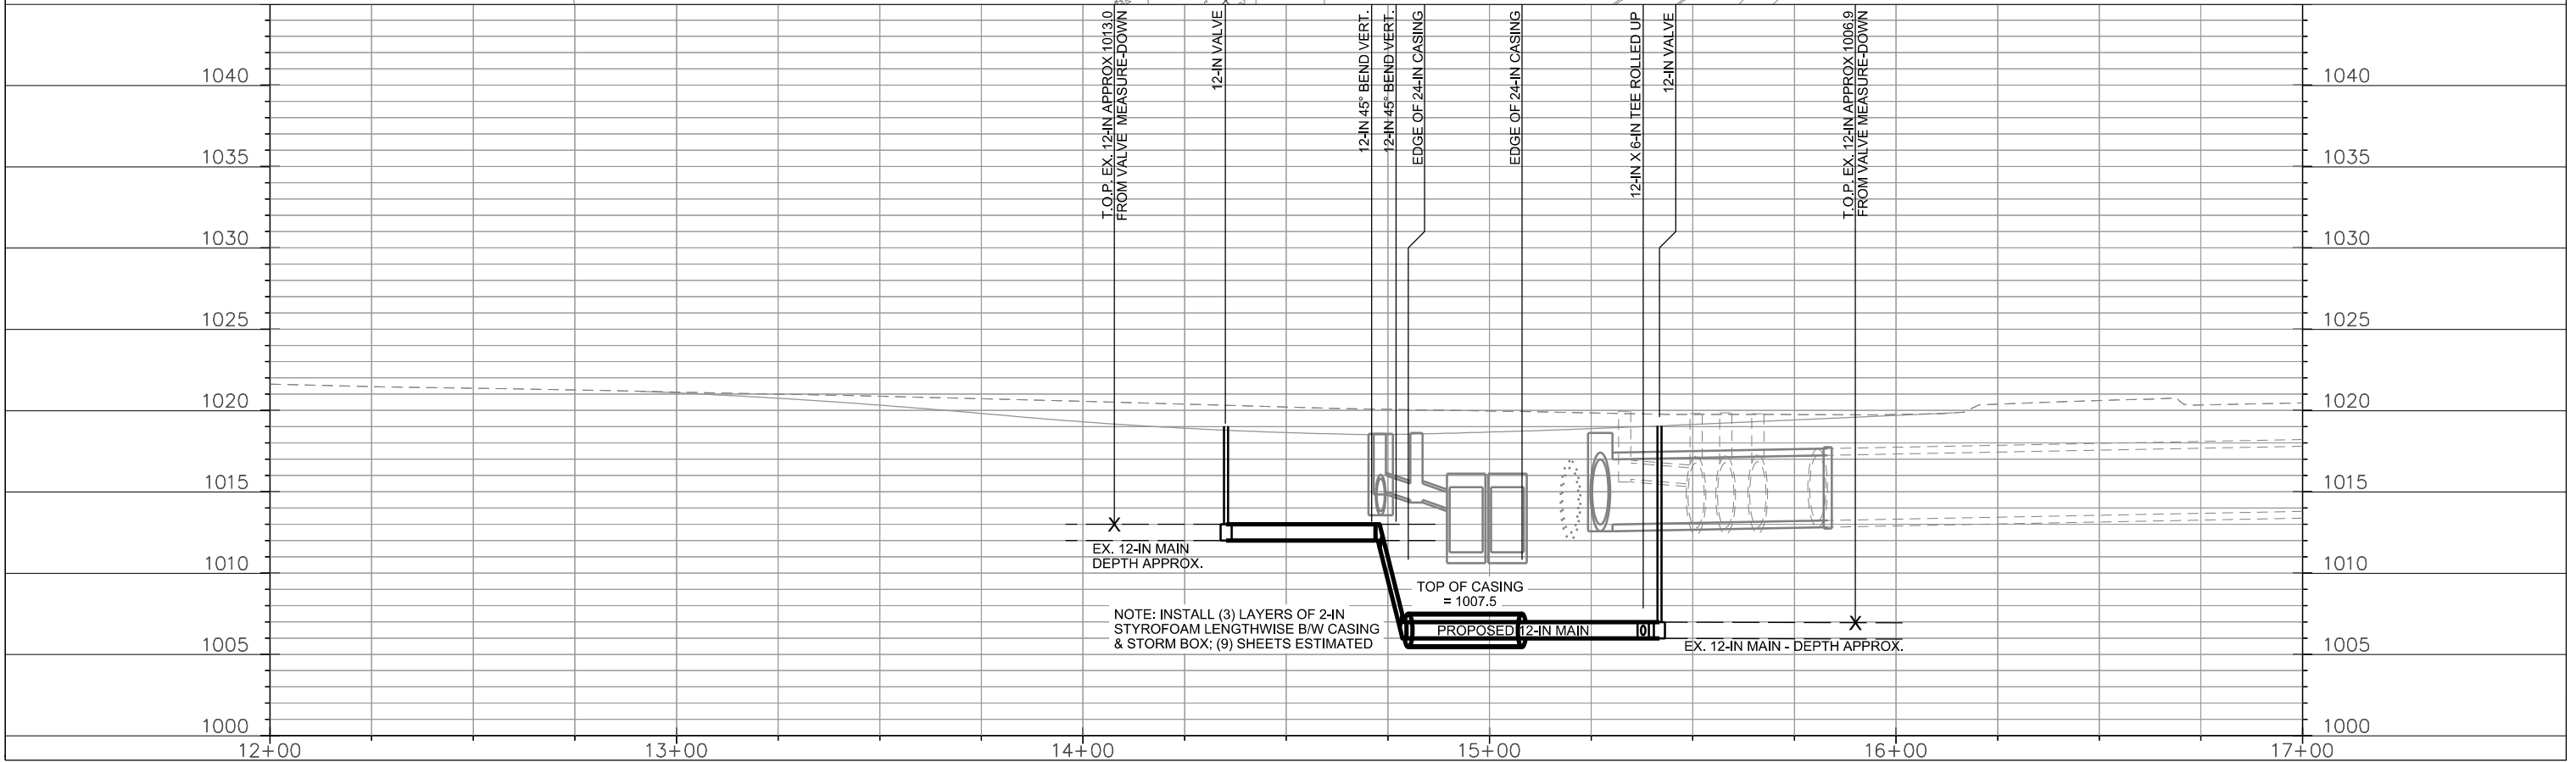 T.O.P. EX. 12-IN APPROX 1013.0
FROM VALVE MEASURE-DOWN
12-IN VALVE
12-IN 45° BEND VERT.
12-IN 45° BEND VERT.
EDGE OF 24-IN CASING
EDGE OF 24-IN CASING
12-IN X 6-IN TEE ROLLED UP
12-IN VALVE
T.O.P. EX. 12-IN APPROX 1006.9
FROM VALVE MEASURE-DOWN
1040 1040
1035 1035
1030 1030
1025 1025
1020 1020
1015 1015
EX. 12-IN MAIN
DEPTH APPROX.
1010 1010
TOP OF CASING
= 1007.5
NOTE: INSTALL (3) LAYERS OF 2-IN
STYROFOAM LENGTHWISE B/W CASING
& STORM BOX; (9) SHEETS ESTIMATED
PROPOSED 12-IN MAIN
EX. 12-IN MAIN - DEPTH APPROX.
1005 1005
1000 1000
12+00 13+00 14+00 15+00 16+00 17+00